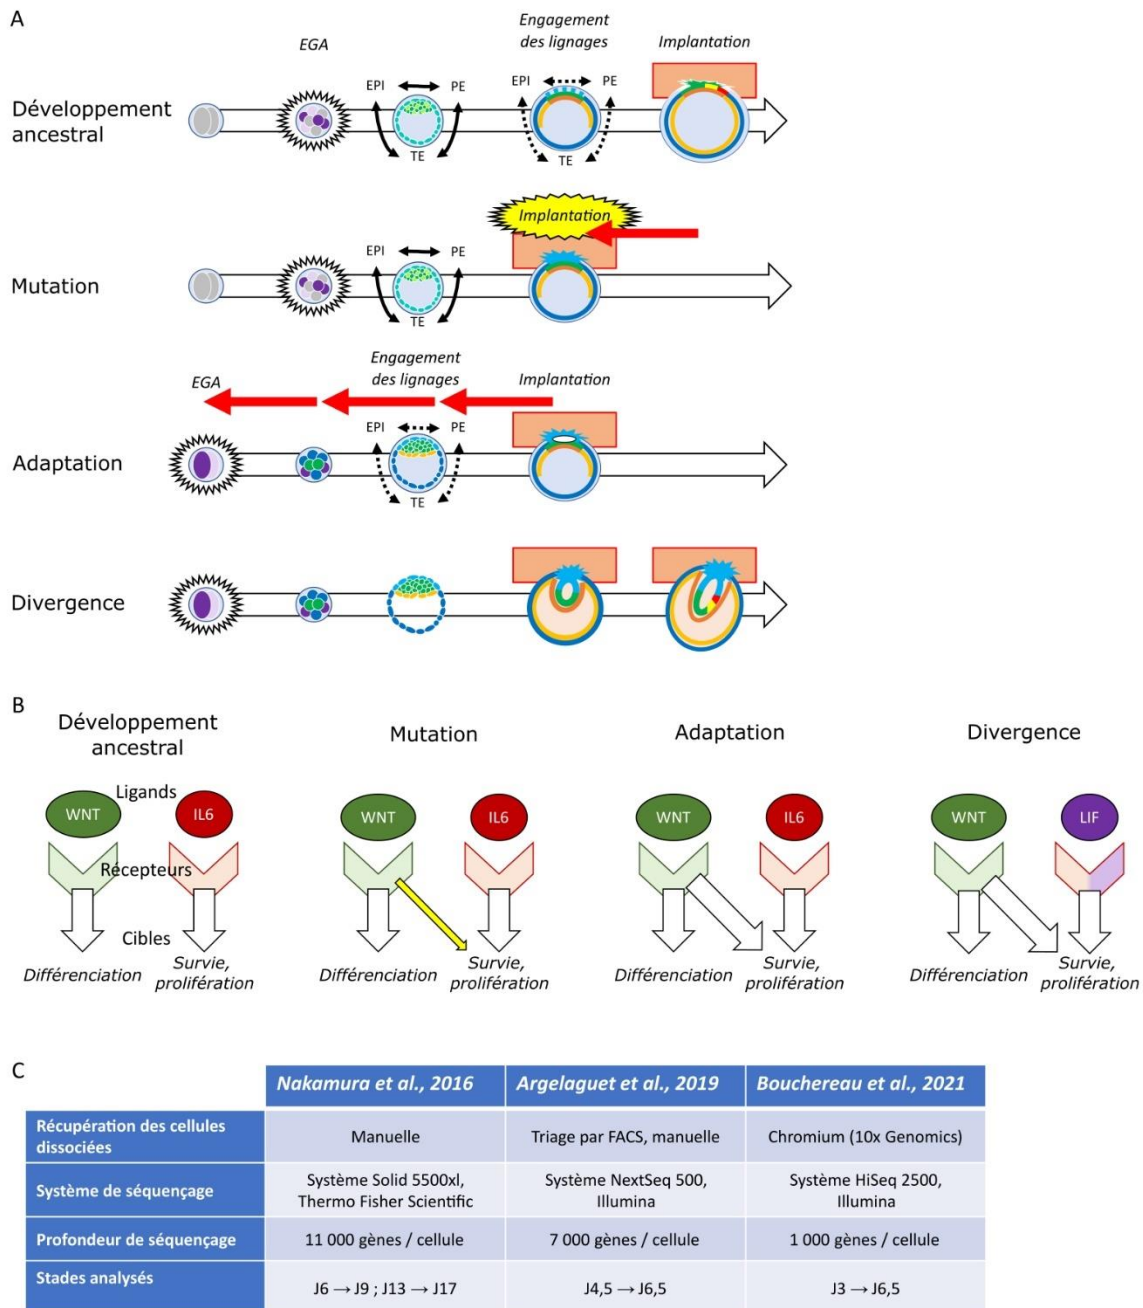 A
EGA
Engagement
des lignages
Implantation
Développement
ancestral
EPI
PE
TE
EPI
PE
TE
Mutation
EPI
PE
TE
Implantation
Adaptation
EGA
Engagement
des lignages
Implantation
EPI
PE
TE
Divergence
B
Développement
ancestral
Mutation
Adaptation
Divergence
Ligands
WNT
IL6
Récepteurs
Cibles
Différenciation
Survie,
prolifération
WNT
IL6
Différenciation
Survie,
prolifération
WNT
IL6
Différenciation
Survie,
prolifération
WNT
LIF
Différenciation
Survie,
prolifération
C
Nakamura et al., 2016
Argelaguet et al., 2019
Bouchereau et al., 2021
Récupération des cellules
dissociées
Manuelle
Triage par FACS, manuelle
Chromium (10x Genomics)
Système de séquençage
Système Solid 5500xl,
Thermo Fisher Scientific
Système NextSeq 500,
Illumina
Système HiSeq 2500,
Illumina
Profondeur de séquençage
11 000 gènes / cellule
7 000 gènes / cellule
1 000 gènes / cellule
Stades analysés
J6 → J9 ; J13 → J17
J4,5 → J6,5
J3 → J6,5